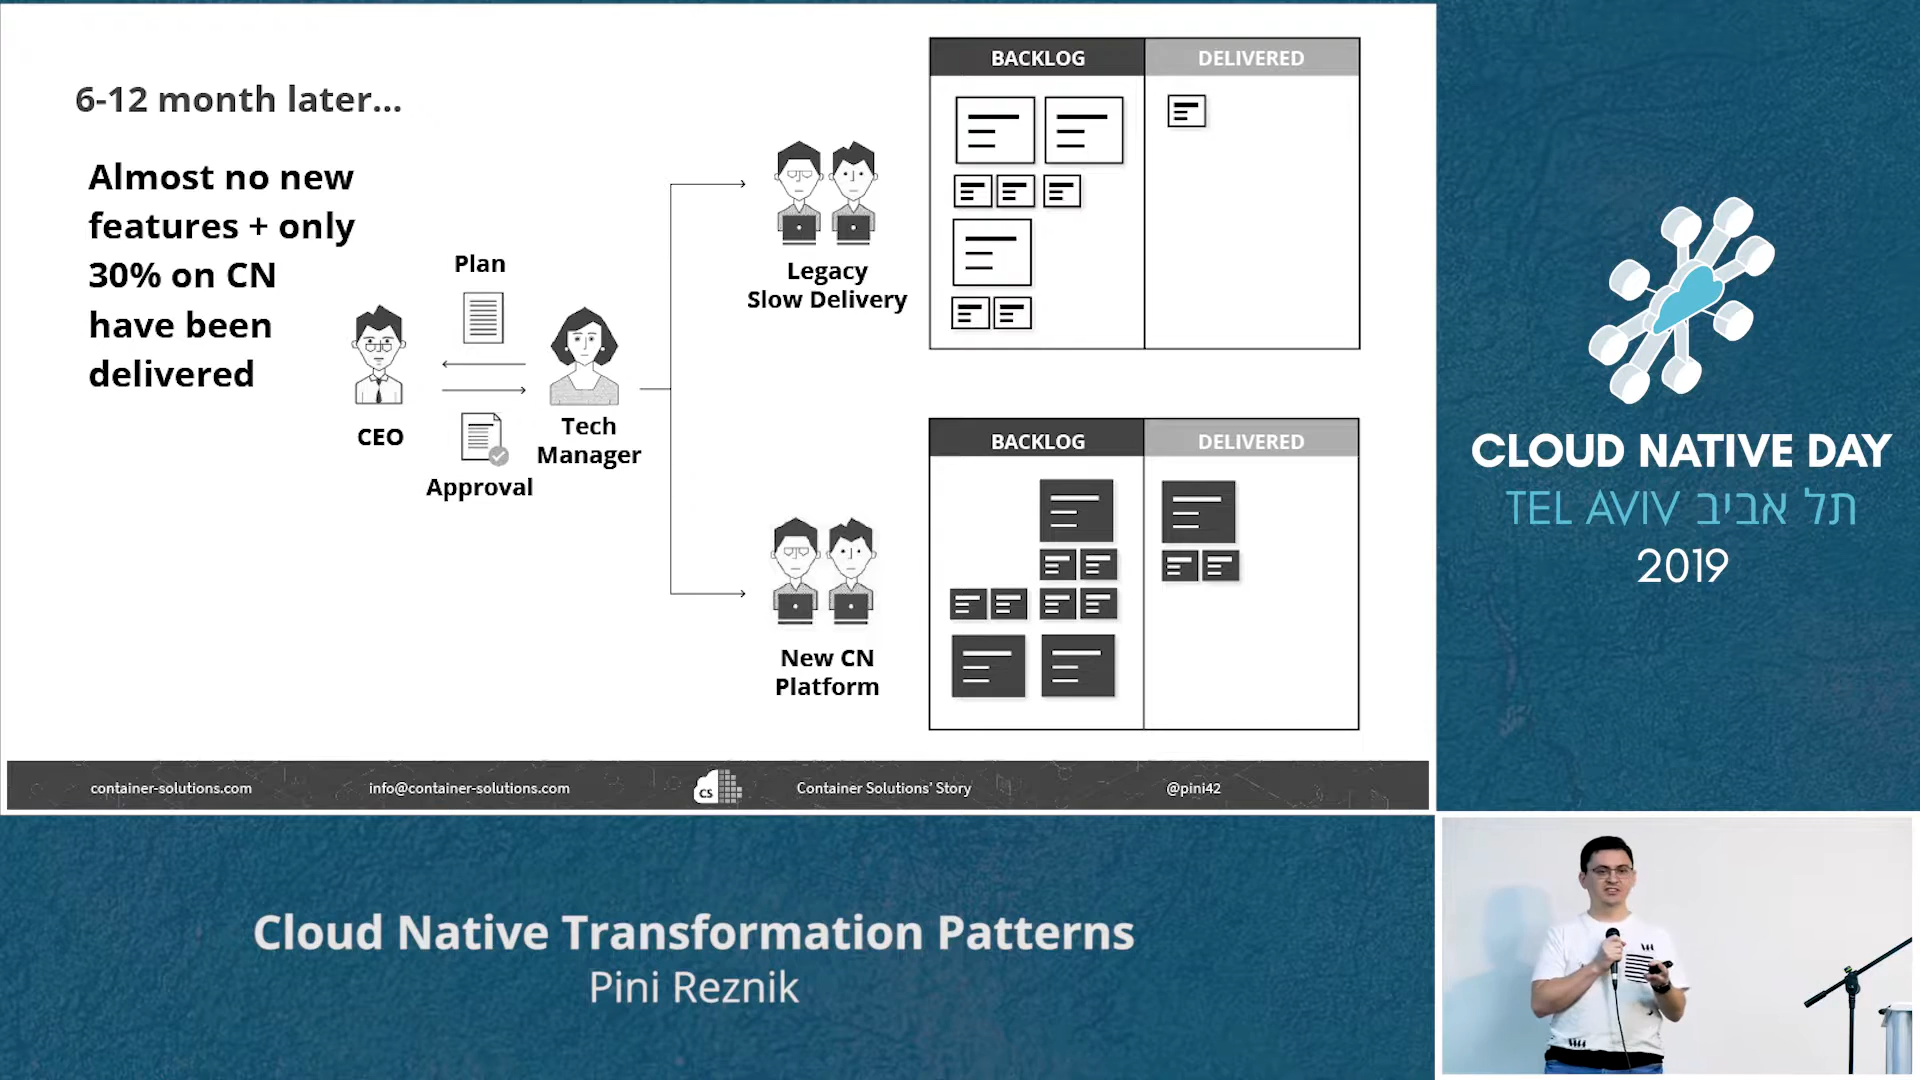 6-12 month later...
Almost no new
features + only
30% on CN
have been
delivered
Plan
CEO
Approval
Tech
Manager
Legacy
Slow Delivery
BACKLOG
DELIVERED
New CN
Platform
BACKLOG
DELIVERED
container-solutions.com
info@container-solutions.com
CS
Container Solutions' Story
@pini42
CLOUD NATIVE DAY
TEL AVIV תל אביב
2019
Cloud Native Transformation Patterns
Pini Reznik